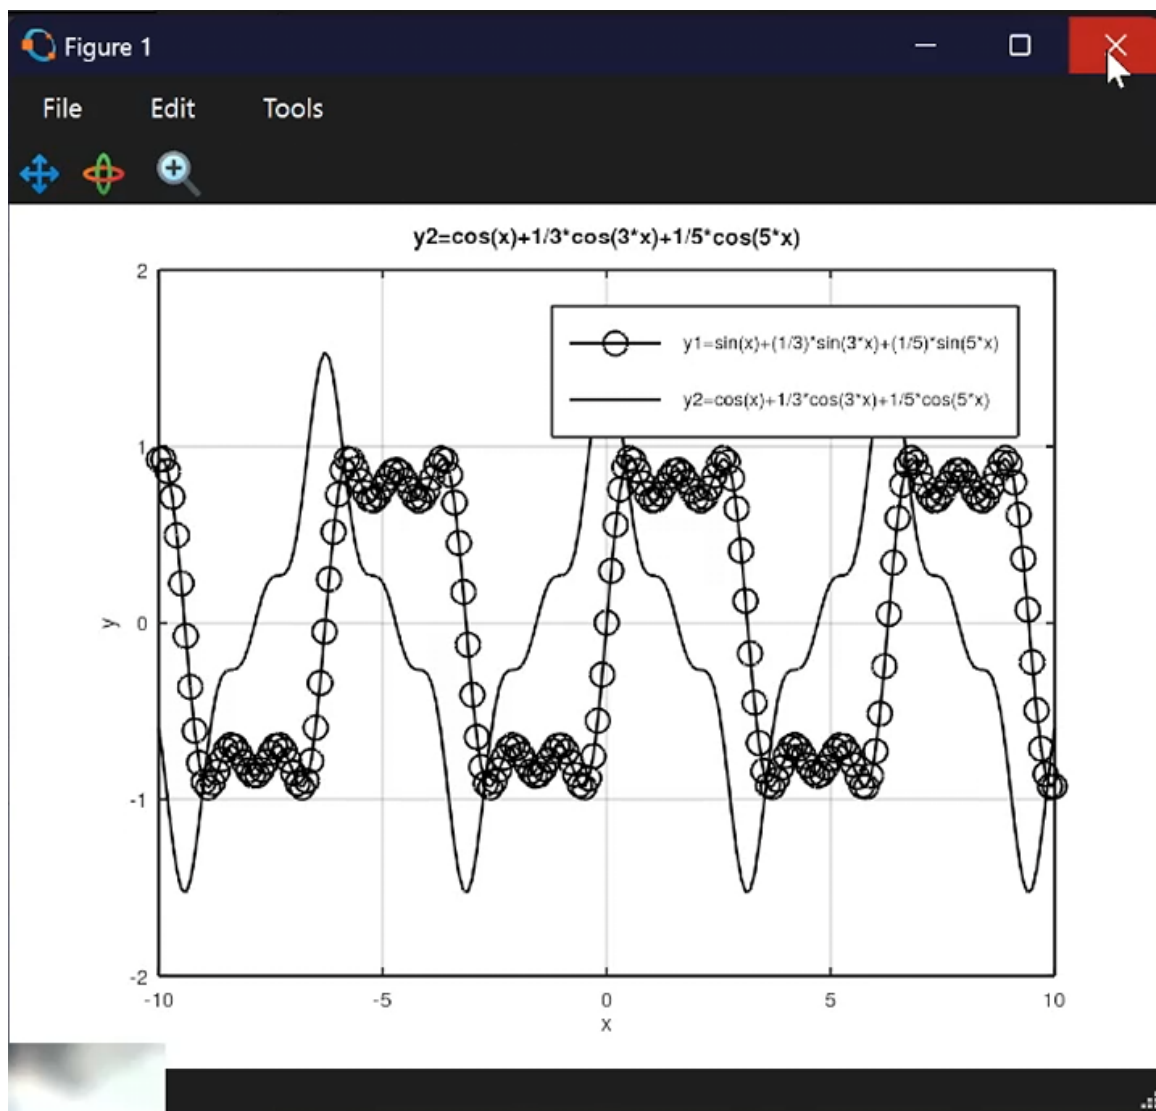 Figure 1
File Edit Tools
y2=cos(x)+1/3*cos(3*x)+1/5*cos(5*x)
2
y1=sin(x)+(1/3)*sin(3*x)+(1/5)*sin(5*x)
y2=cos(x)+1/3*cos(3*x)+1/5*cos(5*x)
1
y
0
-1
-2
-10 -5 0 5 10
x